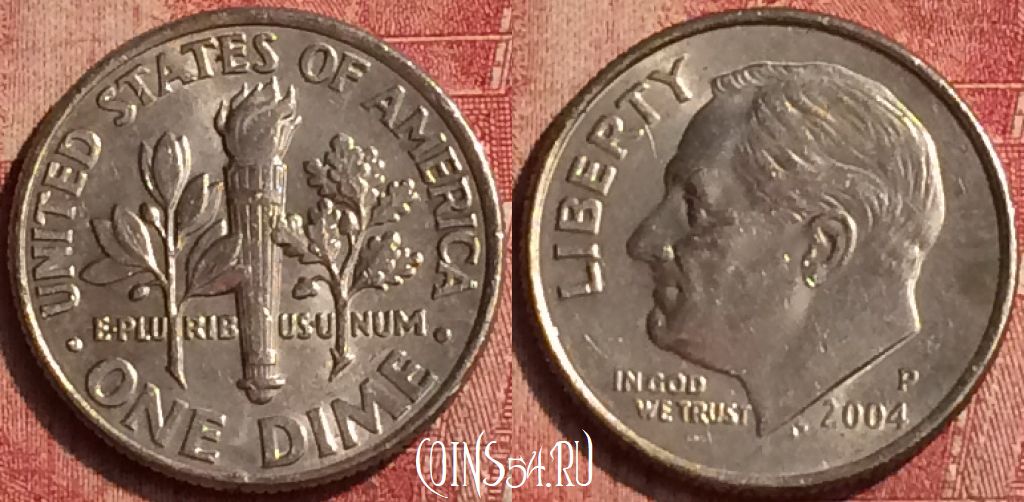 UNITED STATES OF AMERICA
E·PLURIBUS·UNUM
· ONE DIME ·
LIBERTY
IN GOD
WE TRUST
P
2004
COINS54.RU